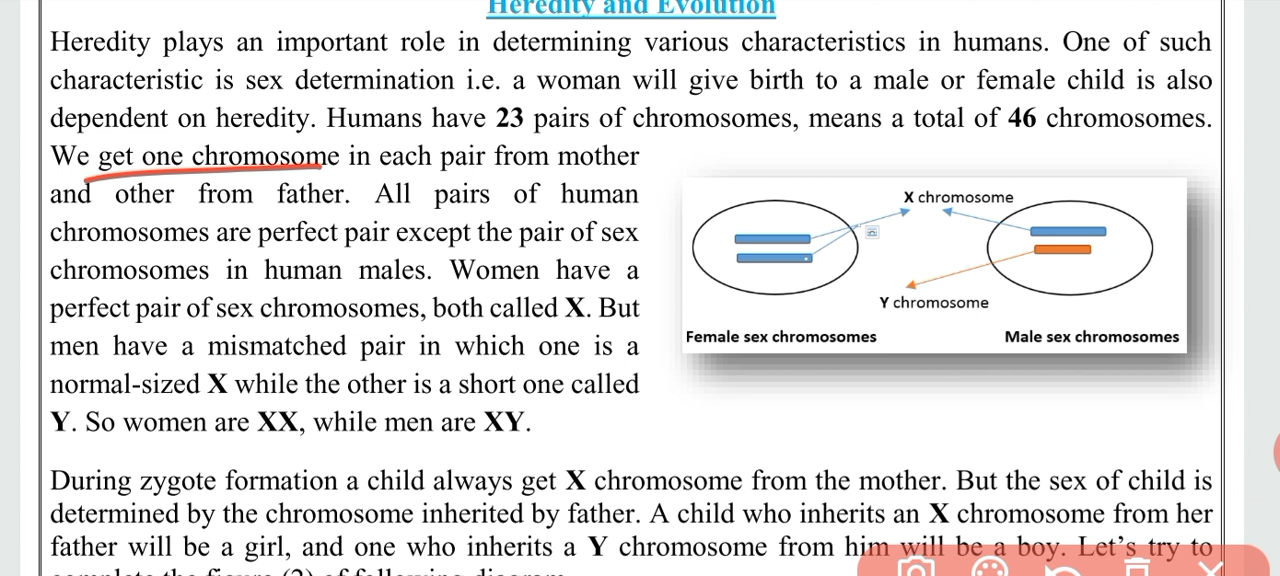 Heredity and Evolution
Heredity plays an important role in determining various characteristics in humans. One of such
characteristic is sex determination i.e. a woman will give birth to a male or female child is also
dependent on heredity. Humans have 23 pairs of chromosomes, means a total of 46 chromosomes.
We get one chromosome in each pair from mother
and other from father. All pairs of human
chromosomes are perfect pair except the pair of sex
chromosomes in human males. Women have a
perfect pair of sex chromosomes, both called X. But
men have a mismatched pair in which one is a
normal-sized X while the other is a short one called
Y. So women are XX, while men are XY.
X chromosome
Y chromosome
Female sex chromosomes
Male sex chromosomes
During zygote formation a child always get X chromosome from the mother. But the sex of child is
determined by the chromosome inherited by father. A child who inherits an X chromosome from her
father will be a girl, and one who inherits a Y chromosome from him will be a boy. Let's try to